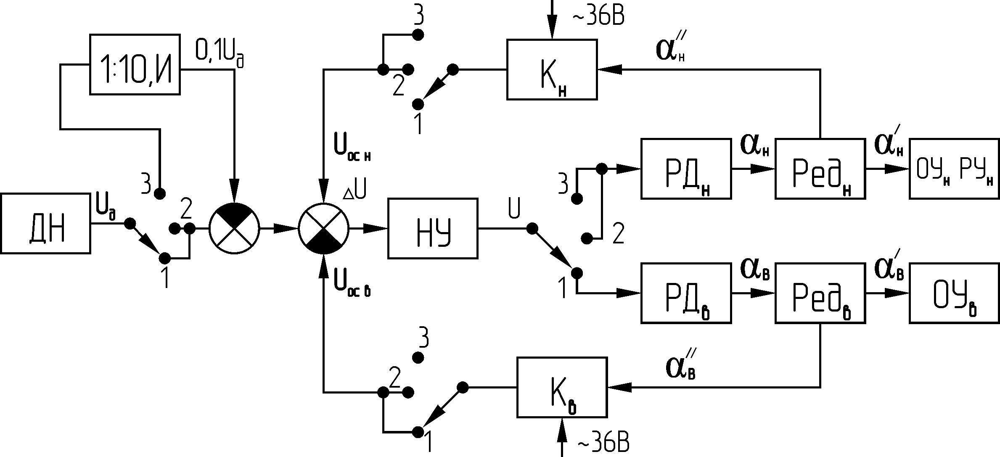 3
~36В
α″н
1:10,И
0,1Uд
Кн
2
1
Uос н
αн
α′н
3
2
ДН
Uд
1
ΔU
НУ
U
3
2
1
РДн
Редн
ОУн РУн
Uос в
αв
α′в
РДв
Редв
ОУв
3
2
1
Кв
α″в
~36В